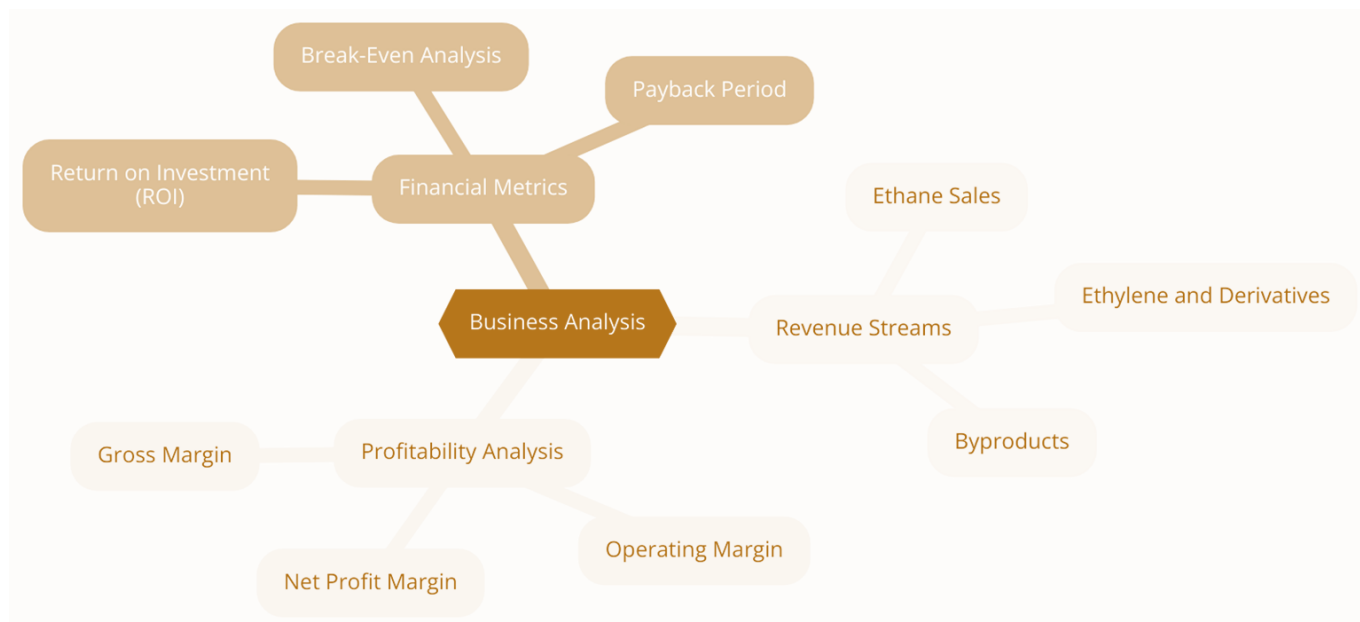 Break-Even Analysis
Payback Period
Return on Investment
(ROI)
Financial Metrics
Ethane Sales
Ethylene and Derivatives
Business Analysis
Revenue Streams
Byproducts
Gross Margin
Profitability Analysis
Operating Margin
Net Profit Margin